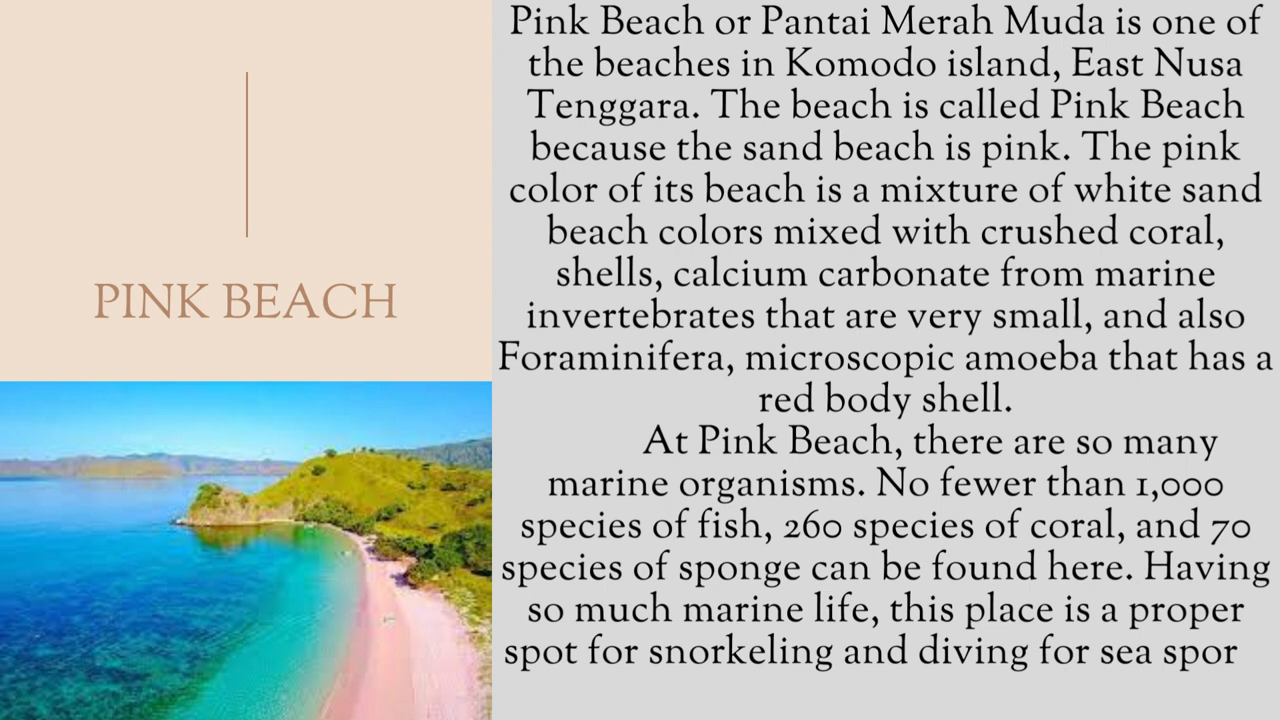 PINK BEACH
Pink Beach or Pantai Merah Muda is one of
the beaches in Komodo island, East Nusa
Tenggara. The beach is called Pink Beach
because the sand beach is pink. The pink
color of its beach is a mixture of white sand
beach colors mixed with crushed coral,
shells, calcium carbonate from marine
invertebrates that are very small, and also
Foraminifera, microscopic amoeba that has a
red body shell.
At Pink Beach, there are so many
marine organisms. No fewer than 1,000
species of fish, 260 species of coral, and 70
species of sponge can be found here. Having
so much marine life, this place is a proper
spot for snorkeling and diving for sea spor